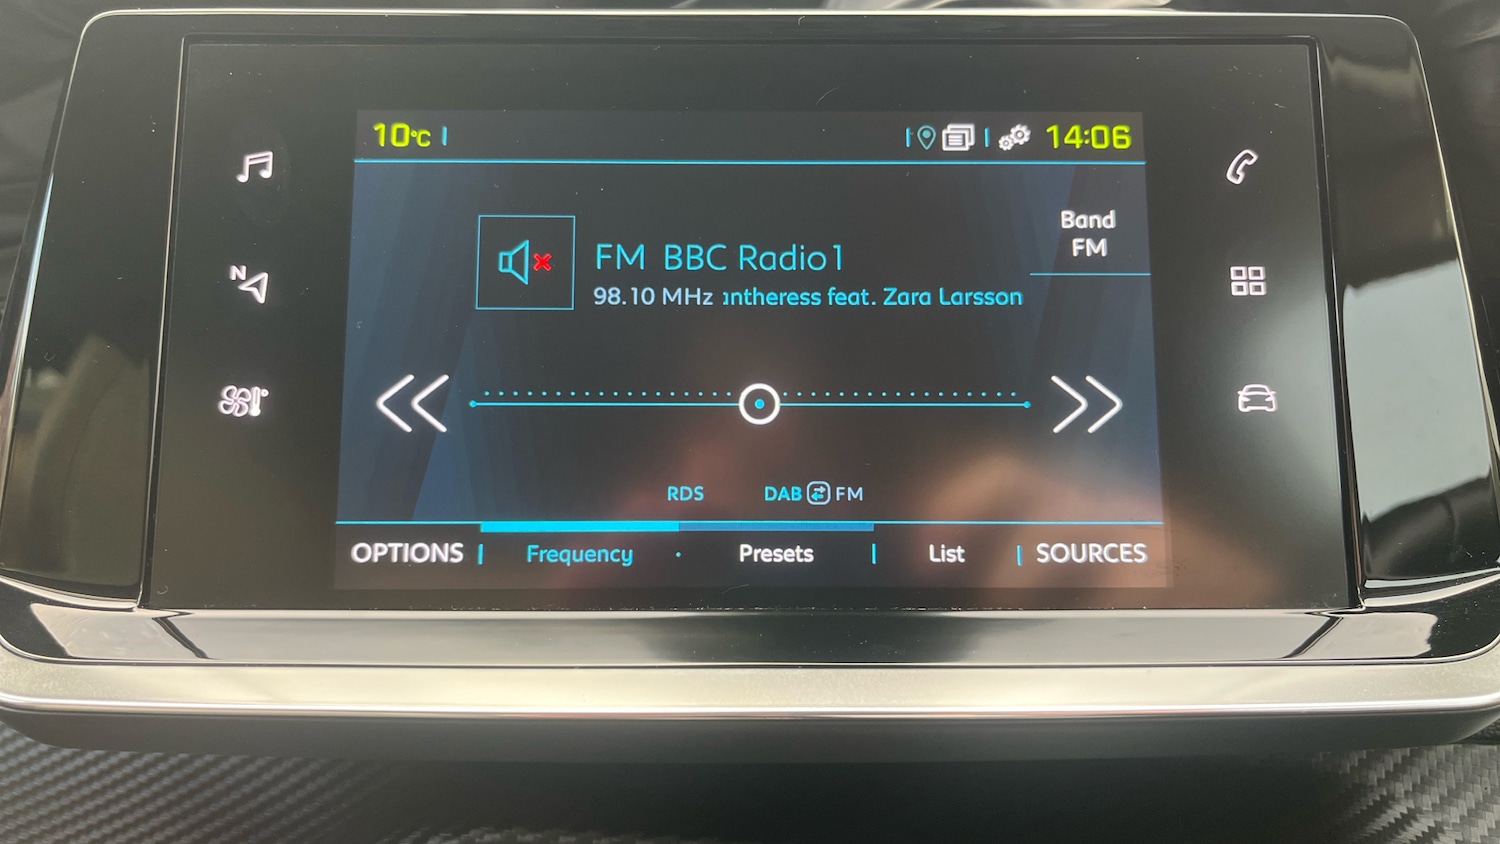 10°C
14:06
Band
FM
N
FM BBC Radio 1
98.10 MHz feat. Zara Larsson
RDS
DAB FM
OPTIONS Frequency · Presets List SOURCES